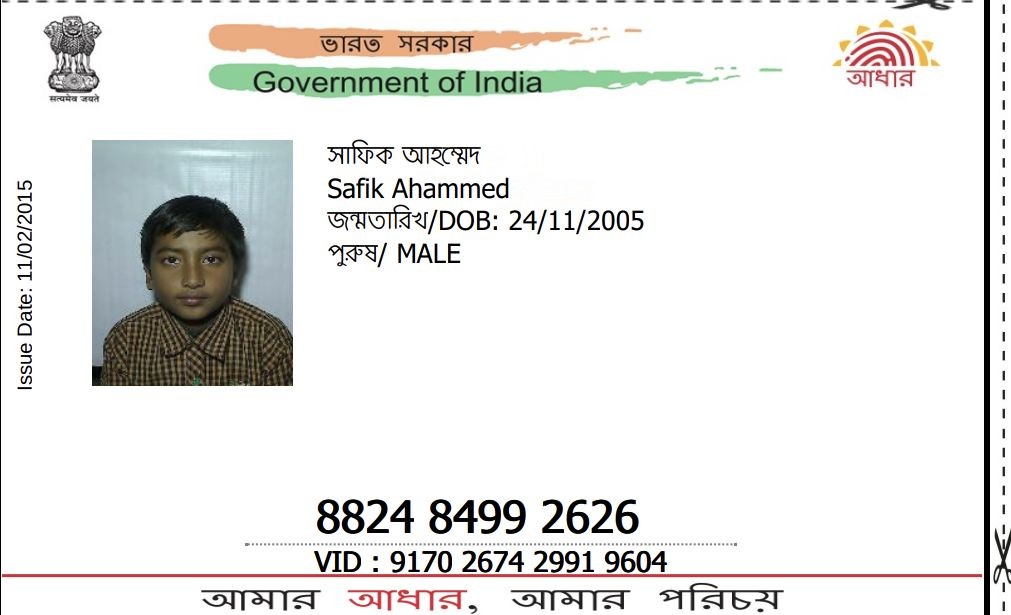 ভারত সরকার
Government of India
सत्यमेव जयते
আধার
Issue Date: 11/02/2015
সাফিক আহম্মেদ
Safik Ahammed
জন্মতারিখ/DOB: 24/11/2005
পুরুষ/ MALE
8824 8499 2626
VID : 9170 2674 2991 9604
আমার আধার, আমার পরিচয়